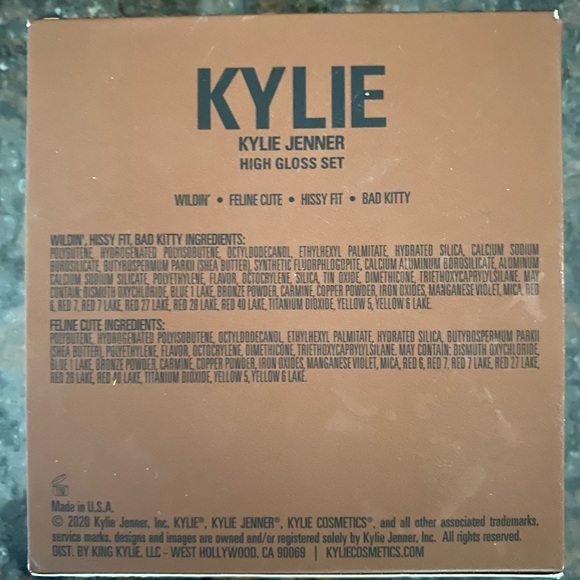 KYLIE
KYLIE JENNER
HIGH GLOSS SET
WILDIN' • FELINE CUTE • HISSY FIT • BAD KITTY
WILDIN', HISSY FIT, BAD KITTY INGREDIENTS:
POLYBUTENE, HYDROGENATED POLYISOBUTENE, OCTYLDODECANOL, ETHYLHEXYL PALMITATE, HYDRATED SILICA, CALCIUM SODIUM
BOROSILICATE, BUTYROSPERMUM PARKII (SHEA BUTTER), SYNTHETIC FLUORPHLOGOPITE, CALCIUM ALUMINUM BOROSILICATE, ALUMINUM
CALCIUM SODIUM SILICATE, POLYETHYLENE, FLAVOR, OCTOCRYLENE, SILICA, TIN OXIDE, DIMETHICONE, TRIETHOXYCAPRYLYLSILANE. MAY
CONTAIN: BISMUTH OXYCHLORIDE, BLUE 1 LAKE, BRONZE POWDER, CARMINE, COPPER POWDER, IRON OXIDES, MANGANESE VIOLET, MICA, RED
6, RED 7, RED 7 LAKE, RED 27 LAKE, RED 28 LAKE, RED 40 LAKE, TITANIUM DIOXIDE, YELLOW 5, YELLOW 6 LAKE.
FELINE CUTE INGREDIENTS:
POLYBUTENE, HYDROGENATED POLYISOBUTENE, OCTYLDODECANOL, ETHYLHEXYL PALMITATE, HYDRATED SILICA, BUTYROSPERMUM PARKII
(SHEA BUTTER), POLYETHYLENE, FLAVOR, OCTOCRYLENE, DIMETHICONE, TRIETHOXYCAPRYLYLSILANE. MAY CONTAIN: BISMUTH OXYCHLORIDE,
BLUE 1 LAKE, BRONZE POWDER, CARMINE, COPPER POWDER, IRON OXIDES, MANGANESE VIOLET, MICA, RED 6, RED 7, RED 7 LAKE, RED 27 LAKE,
RED 28 LAKE, RED 40 LAKE, TITANIUM DIOXIDE, YELLOW 5, YELLOW 6 LAKE.
Made in U.S.A.
© 2020 Kylie Jenner, Inc. KYLIE®, KYLIE JENNER®, KYLIE COSMETICS®, and all other associated trademarks,
service marks, designs and images are owned and/or registered solely by Kylie Jenner, Inc. All rights reserved.
DIST. BY KING KYLIE, LLC - WEST HOLLYWOOD, CA 90069 | KYLIECOSMETICS.COM